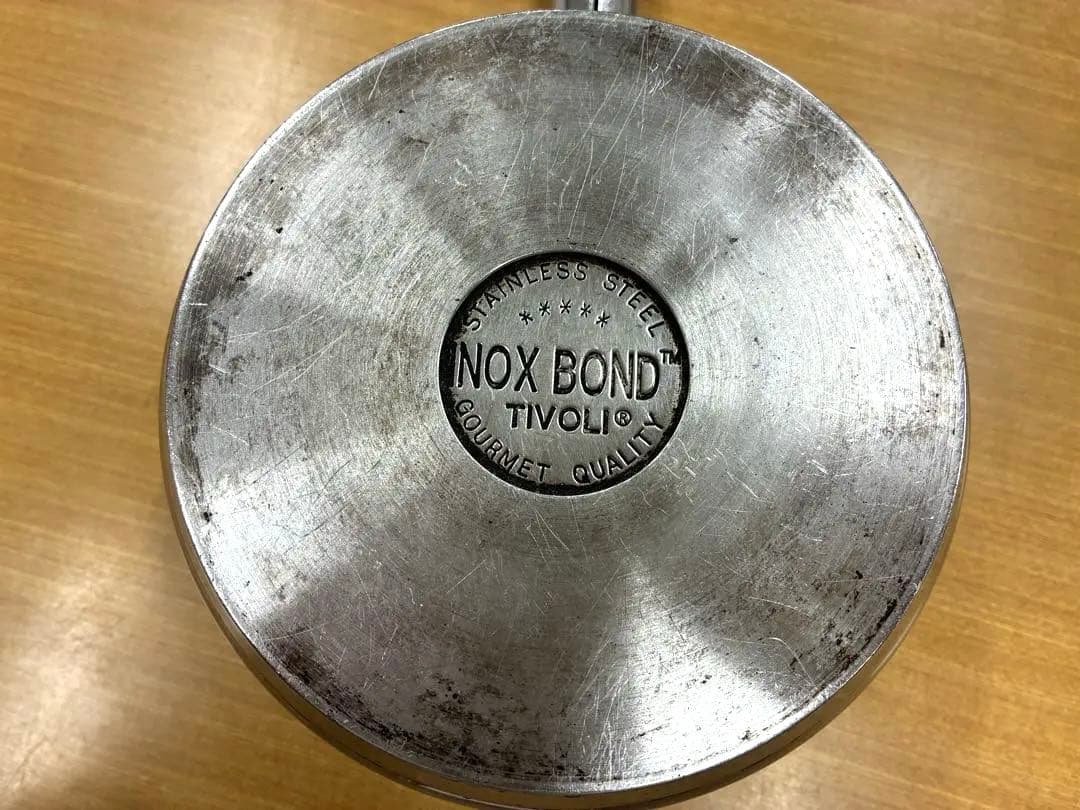 STAINLESS STEEL
*****
INOX BOND™
TIVOLI®
GOURMET QUALITY